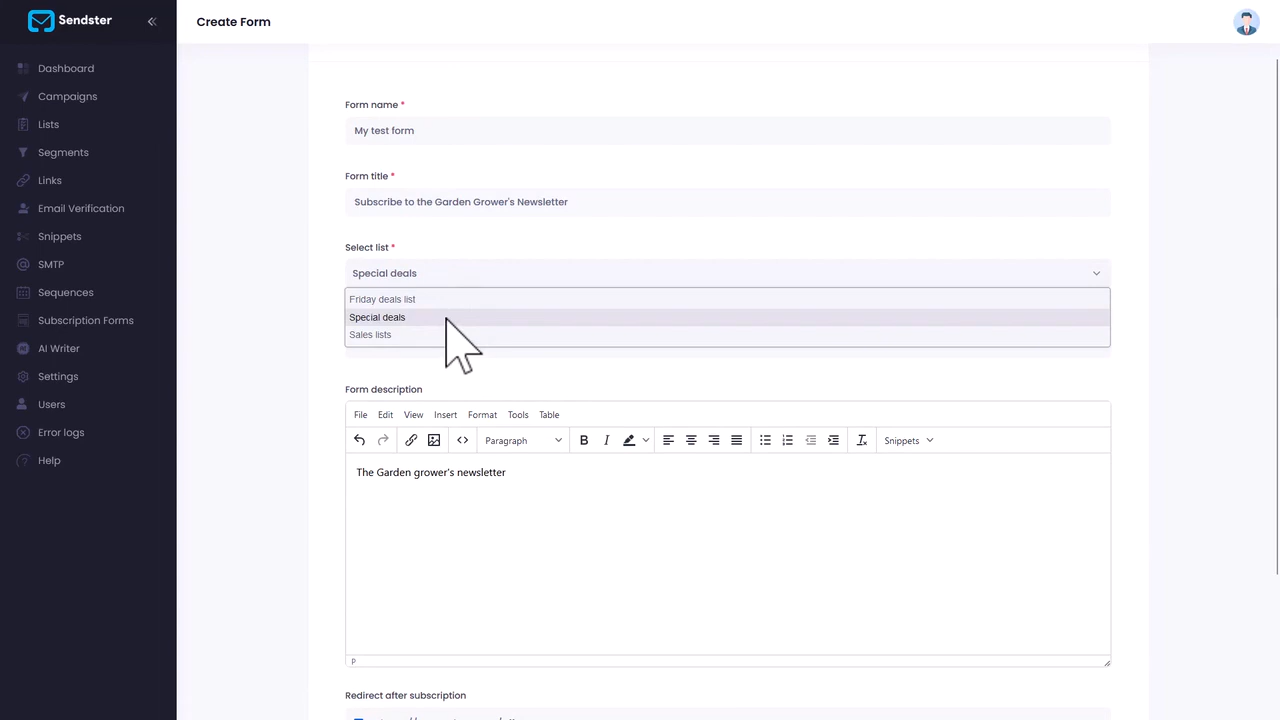 Sendster
Create Form
Dashboard
Campaigns
Lists
Segments
Links
Email Verification
Snippets
SMTP
Sequences
Subscription Forms
AI Writer
Settings
Users
Error logs
Help
Form name *
My test form
Form title *
Subscribe to the Garden Grower's Newsletter
Select list *
Special deals
Friday deals list
Special deals
Sales lists
Form description
File Edit View Insert Format Tools Table
Paragraph B I Snippets
The Garden grower's newsletter
P
Redirect after subscription